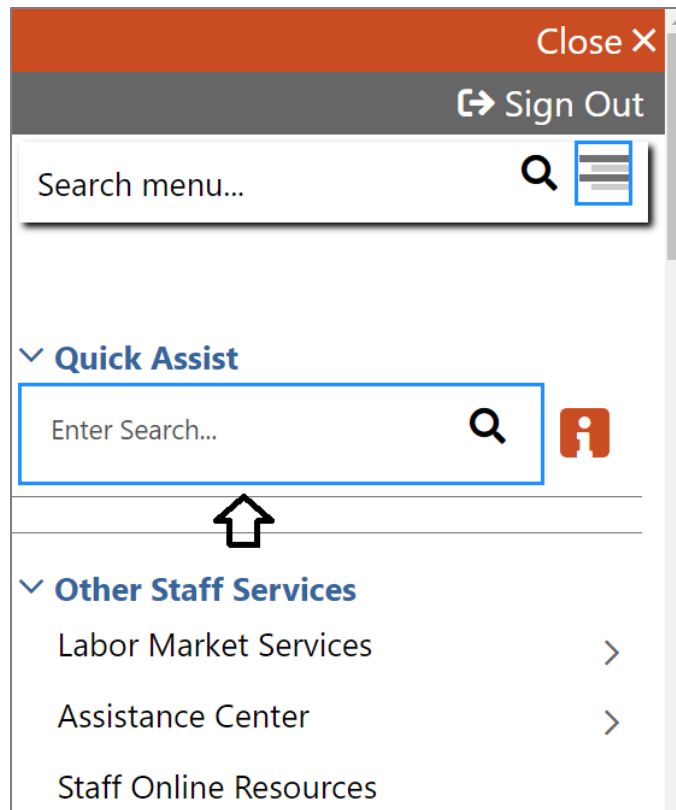 Close ×
Sign Out
Search menu...
Quick Assist
Enter Search...
i
Other Staff Services
Labor Market Services
Assistance Center
Staff Online Resources